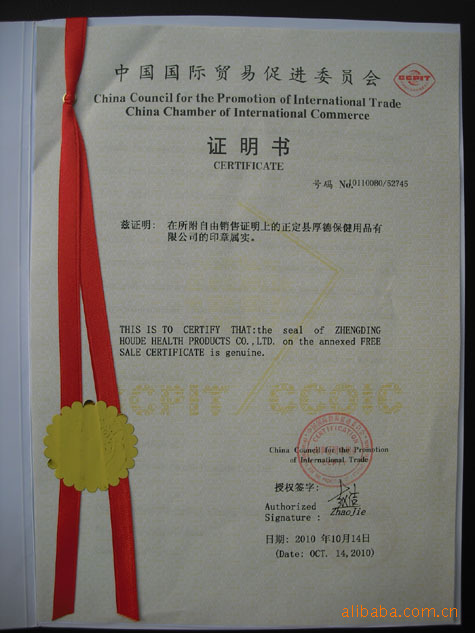 中国国际贸易促进委员会
CCPIT
China Council for the Promotion of International Trade
China Chamber of International Commerce
证明书
CERTIFICATE
号码 No. 0110080/52745
兹证明： 在所附自由销售证明上的正定县厚德保健用品有
限公司的印章属实。
THIS IS TO CERTIFY THAT:the seal of ZHENGDING
HOUDE HEALTH PRODUCTS CO.,LTD. on the annexed FREE
SALE CERTIFICATE is genuine.
CCPIT / CCOIC
China Council for the Promotion
of International Trade
CERTIFICATION
授权签字:
Authorized
Signature :
Zhaojie
日期: 2010 年10月14日
(Date: OCT. 14,2010)
alibaba.com.cn